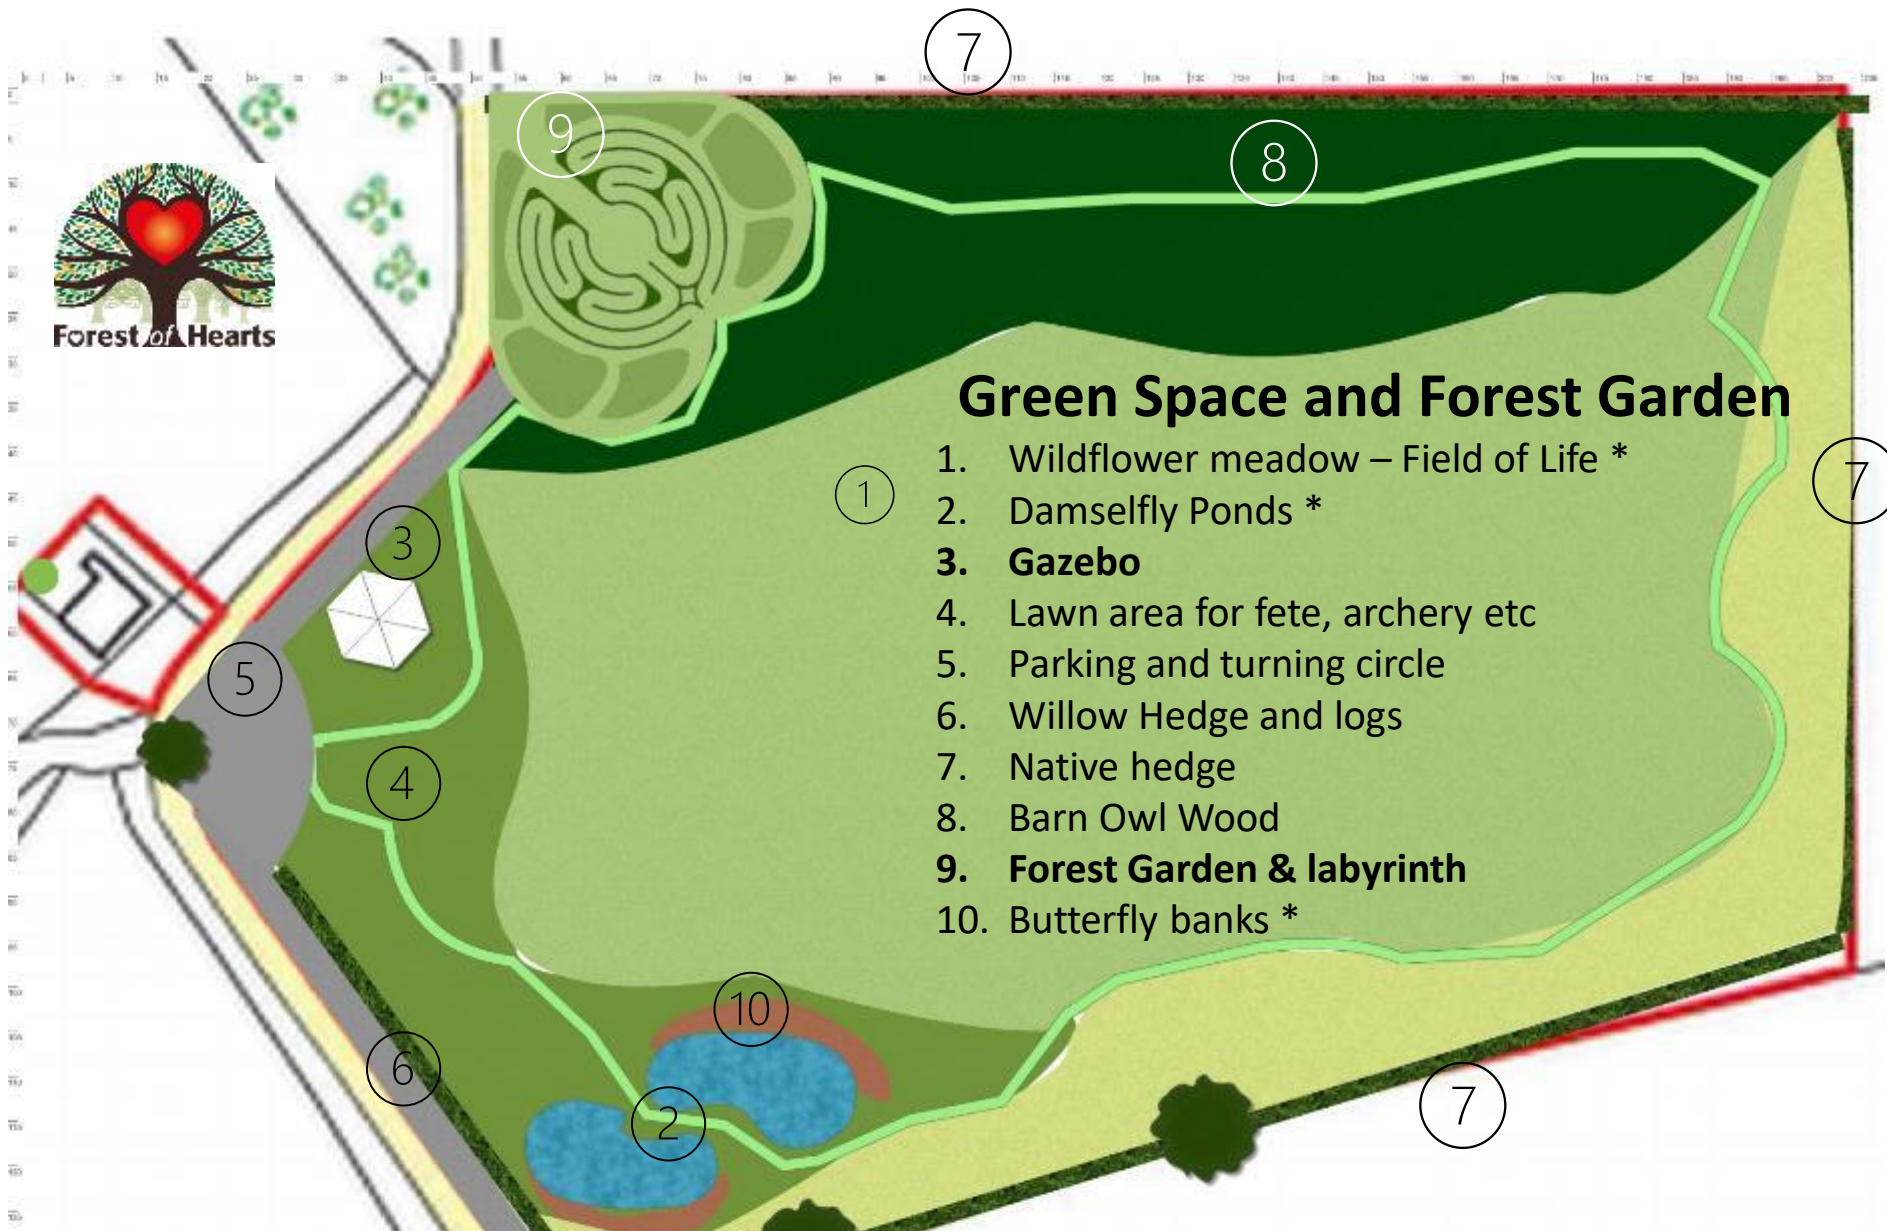 7
9
8
Forest of Hearts
Green Space and Forest Garden
1. Wildflower meadow – Field of Life *
2. Damselfly Ponds *
3. Gazebo
4. Lawn area for fete, archery etc
5. Parking and turning circle
6. Willow Hedge and logs
7. Native hedge
8. Barn Owl Wood
9. Forest Garden & labyrinth
10. Butterfly banks *
1
7
3
5
4
10
6
2
7